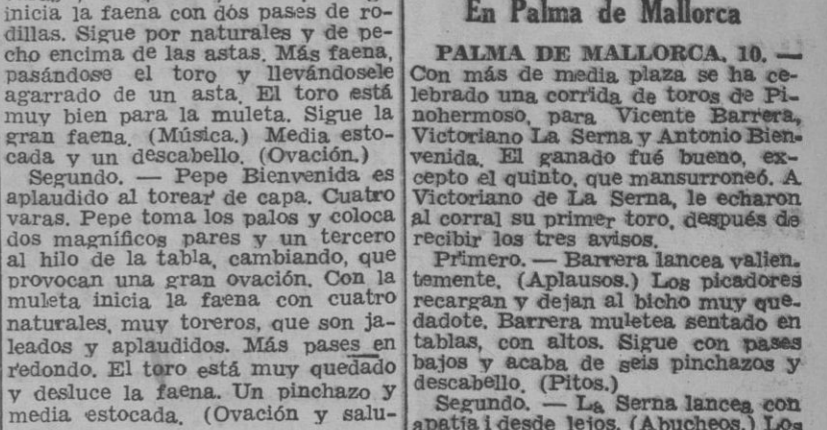 inicia la faena con dos pases de ro-
dillas. Sigue por naturales y de pe-
cho encima de las astas. Más faena,
pasándose el toro y llevándosele
agarrado de un asta. El toro está
muy bien para la muleta. Sigue la
gran faena. (Música.) Media esto-
cada y un descabello. (Ovación.)
Segundo. — Pepe Bienvenida es
aplaudido al torear de capa. Cuatro
varas. Pepe toma los palos y coloca
dos magníficos pares y un tercero
al hilo de la tabla, cambiando, que
provocan una gran ovación. Con la
muleta inicia la faena con cuatro
naturales, muy toreros, que son ja-
leados y aplaudidos. Más pases en
redondo. El toro está muy quedado
y desluce la faena. Un pinchazo y
media estocada. (Ovación y salu-
En Palma de Mallorca
PALMA DE MALLORCA, 10. —
Con más de media plaza se ha ce-
lebrado una corrida de toros de Pi-
nohermoso, para Vicente Barrera,
Victoriano La Serna y Antonio Bien-
venida. El ganado fué bueno, ex-
cepto el quinto, que mansurroneó. A
Victoriano de La Serna, le echaron
al corral su primer toro, después de
recibir los tres avisos.
Primero. — Barrera lancea valien-
temente. (Aplausos.) Los picadores
recargan y dejan al bicho muy que-
dadote. Barrera muletea sentado en
tablas, con altos. Sigue con pases
bajos y acaba de seis pinchazos y
descabello. (Pitos.)
Segundo. — La Serna lancea con
apatía i desde lejos. (Abucheos.) Los